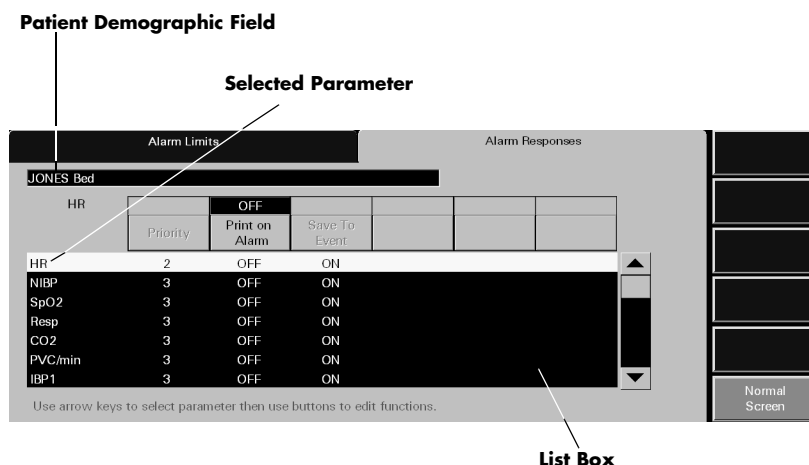 Patient Demographic Field
Selected Parameter
Alarm Limits Alarm Responses
JONES Bed
HR OFF
Priority Print on Alarm Save To Event
HR 2 OFF ON
NIBP 3 OFF ON
SpO2 3 OFF ON
Resp 3 OFF ON
CO2 3 OFF ON
PVC/min 3 OFF ON
IBP1 3 OFF ON
Use arrow keys to select parameter then use buttons to edit functions.
Normal
Screen
List Box